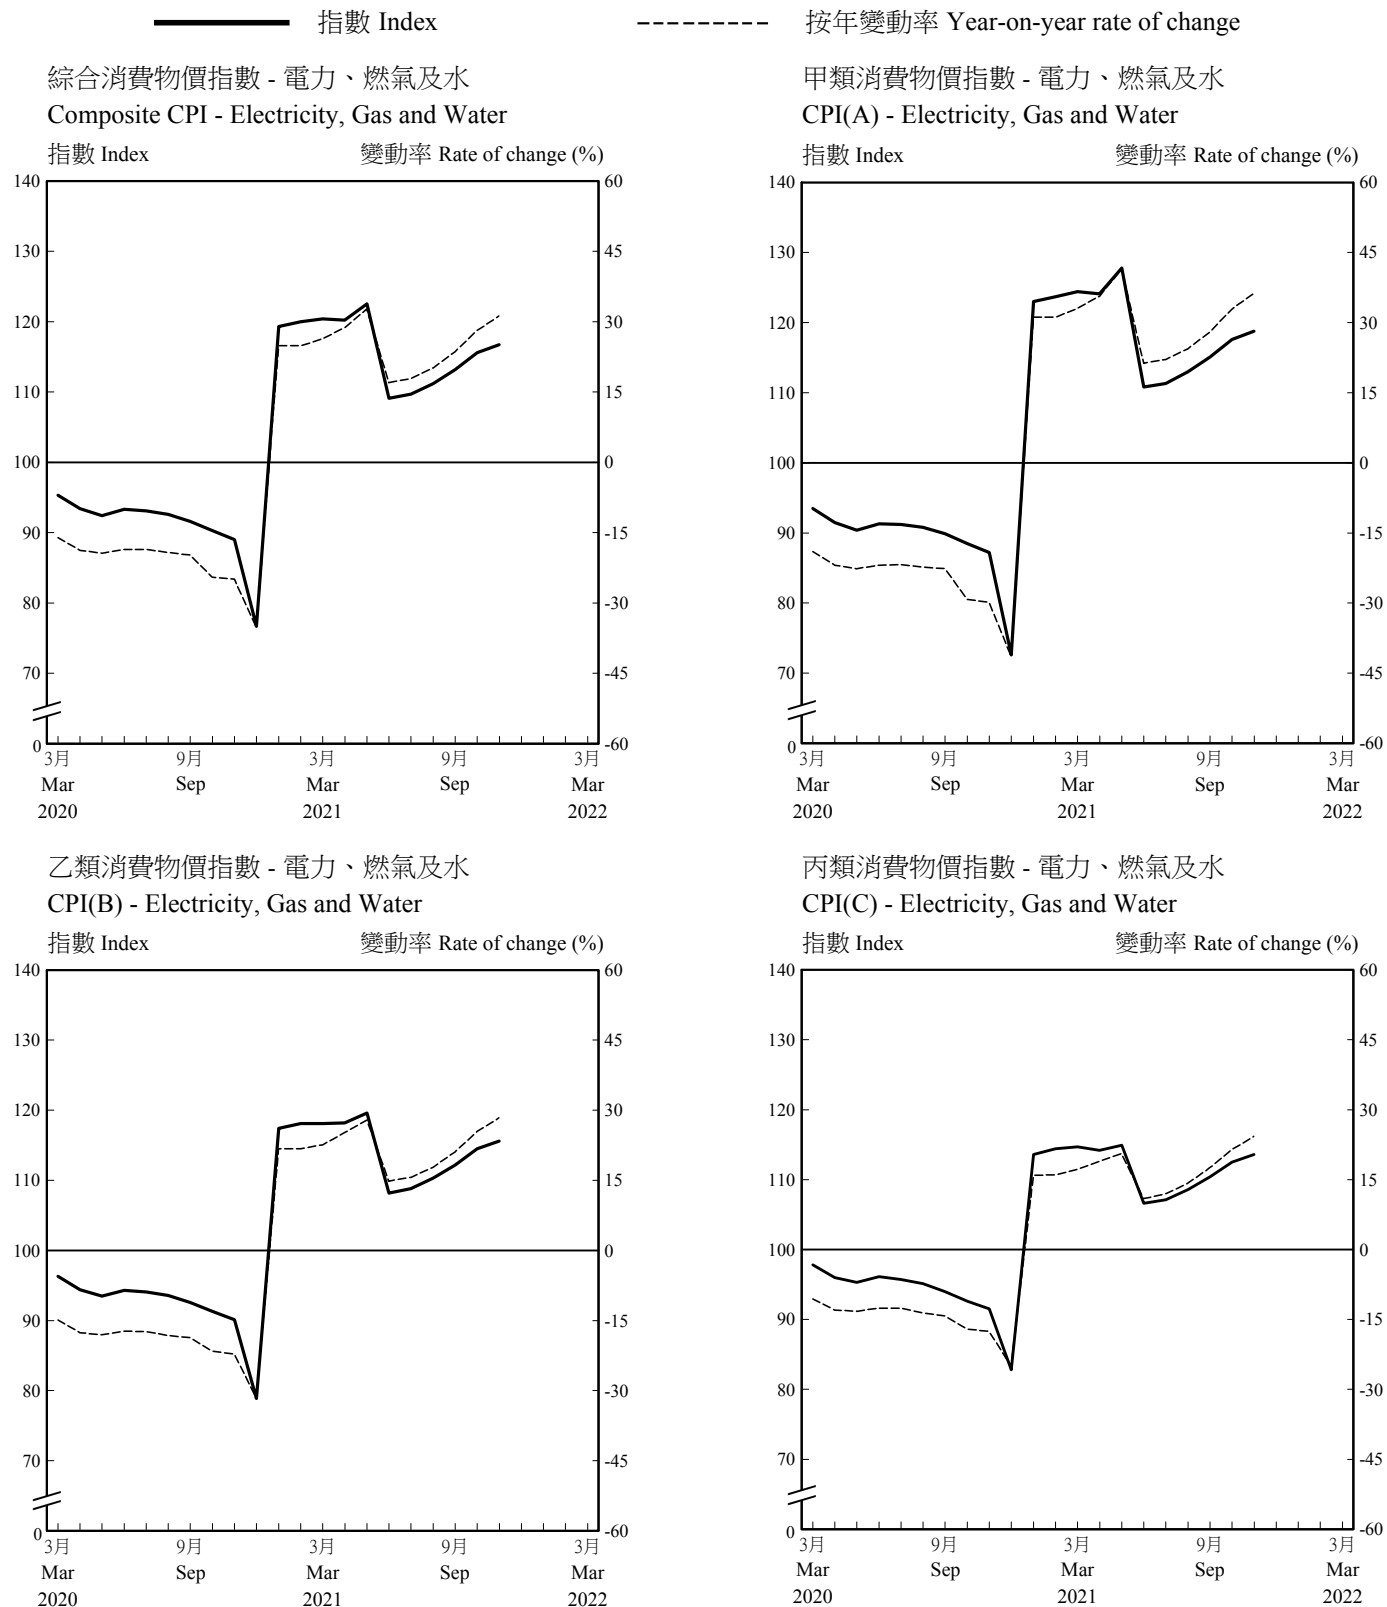 指數 Index
按年變動率 Year-on-year rate of change
綜合消費物價指數 - 電力、燃氣及水
Composite CPI - Electricity, Gas and Water
指數 Index 變動率 Rate of change (%)
140 60
130 45
120 30
110 15
100 0
90 -15
80 -30
70 -45
0 -60
3月 9月 3月 9月 3月
Mar Sep Mar Sep Mar
2020 2021 2022
甲類消費物價指數 - 電力、燃氣及水
CPI(A) - Electricity, Gas and Water
指數 Index 變動率 Rate of change (%)
140 60
130 45
120 30
110 15
100 0
90 -15
80 -30
70 -45
0 -60
3月 9月 3月 9月 3月
Mar Sep Mar Sep Mar
2020 2021 2022
乙類消費物價指數 - 電力、燃氣及水
CPI(B) - Electricity, Gas and Water
指數 Index 變動率 Rate of change (%)
140 60
130 45
120 30
110 15
100 0
90 -15
80 -30
70 -45
0 -60
3月 9月 3月 9月 3月
Mar Sep Mar Sep Mar
2020 2021 2022
丙類消費物價指數 - 電力、燃氣及水
CPI(C) - Electricity, Gas and Water
指數 Index 變動率 Rate of change (%)
140 60
130 45
120 30
110 15
100 0
90 -15
80 -30
70 -45
0 -60
3月 9月 3月 9月 3月
Mar Sep Mar Sep Mar
2020 2021 2022